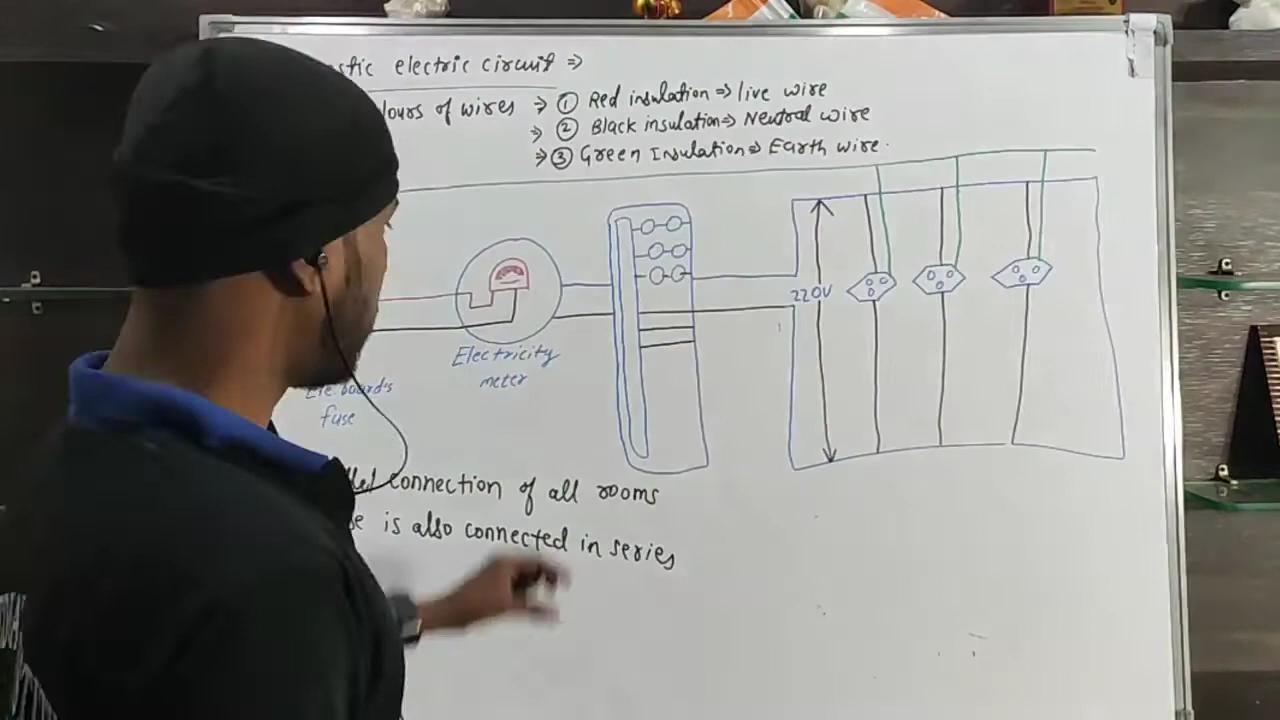 electric circuit ⇒
of wires ⇒ ① Red insulation ⇒ live wire
⇒ ② Black insulation ⇒ Neutral wire
⇒ ③ Green Insulation ⇒ Earth wire.
220V
Electricity
meter
fuse
connection of all rooms
is also connected in series